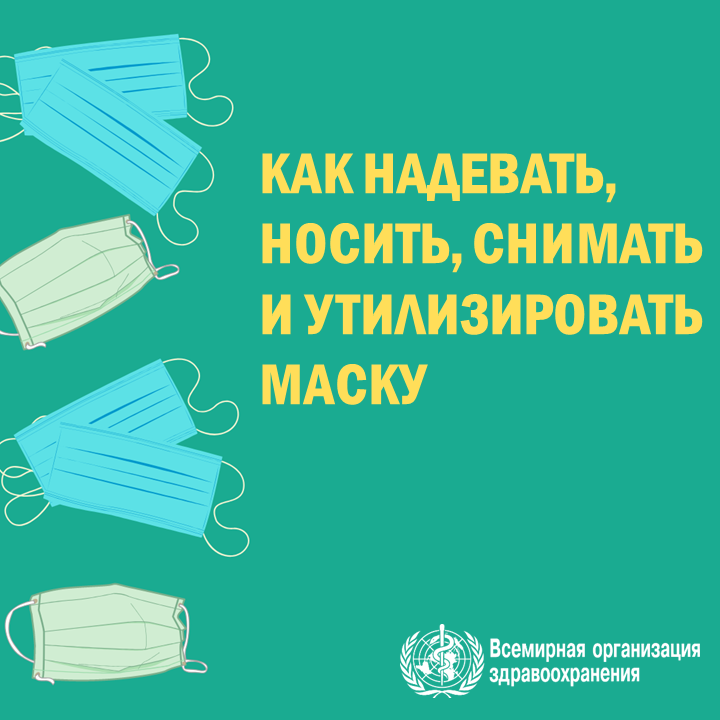 КАК НАДЕВАТЬ,
НОСИТЬ, СНИМАТЬ
И УТИЛИЗИРОВАТЬ
МАСКУ
Всемирная организация
здравоохранения